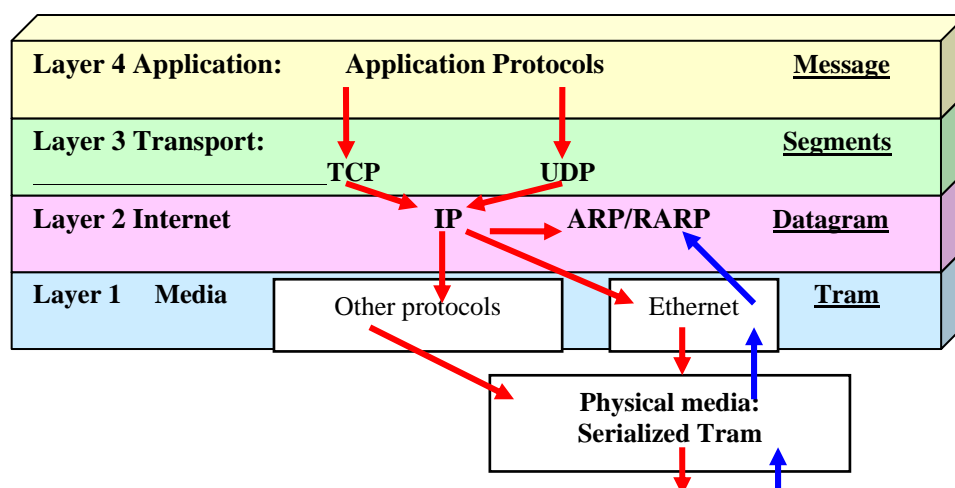 Layer 4 Application: Application Protocols Message
Layer 3 Transport: Segments
TCP UDP
Layer 2 Internet IP ARP/RARP Datagram
Layer 1 Media Other protocols Ethernet Tram
Physical media:
Serialized Tram